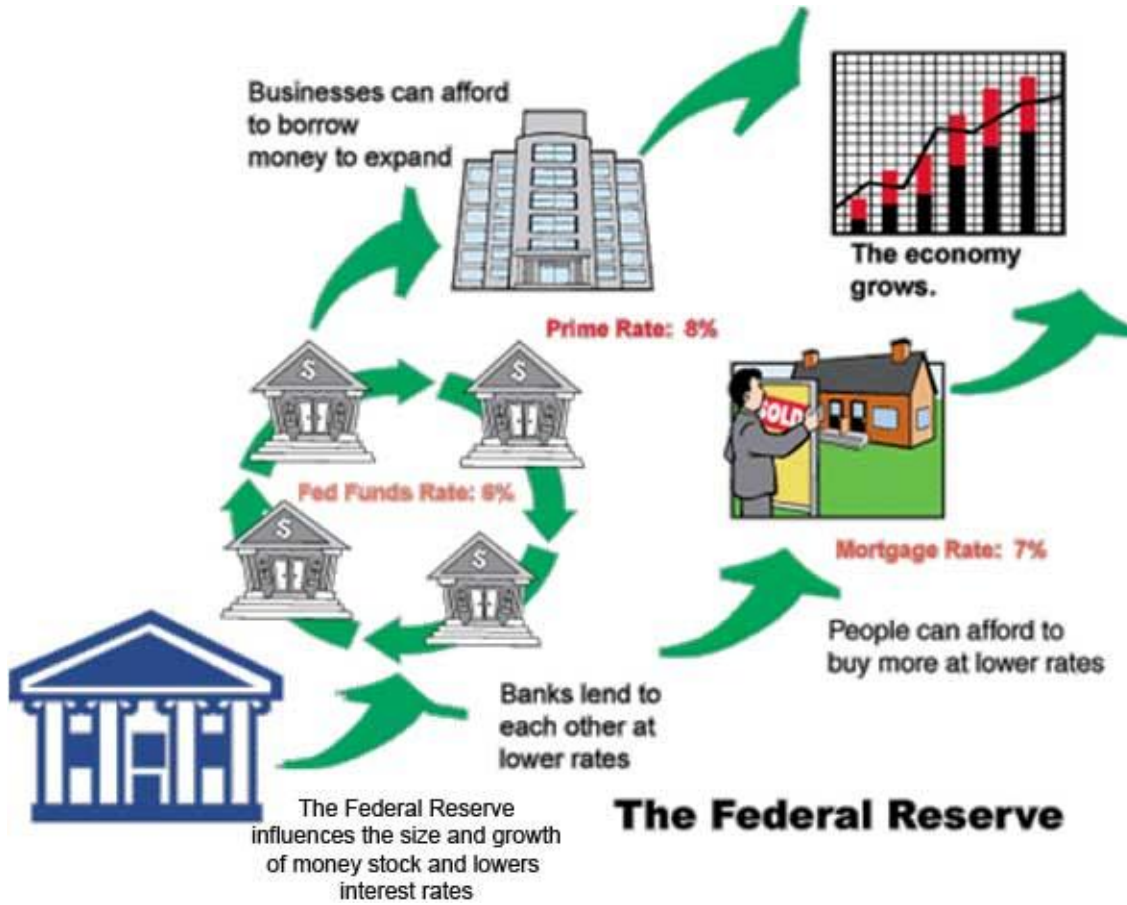 Businesses can afford
to borrow
money to expand
The economy
grows.
Prime Rate: 8%
$
$
SOLD
Fed Funds Rate: 6%
$
$
Mortgage Rate: 7%
People can afford to
buy more at lower rates
Banks lend to
each other at
lower rates
The Federal Reserve
influences the size and growth
of money stock and lowers
interest rates
The Federal Reserve